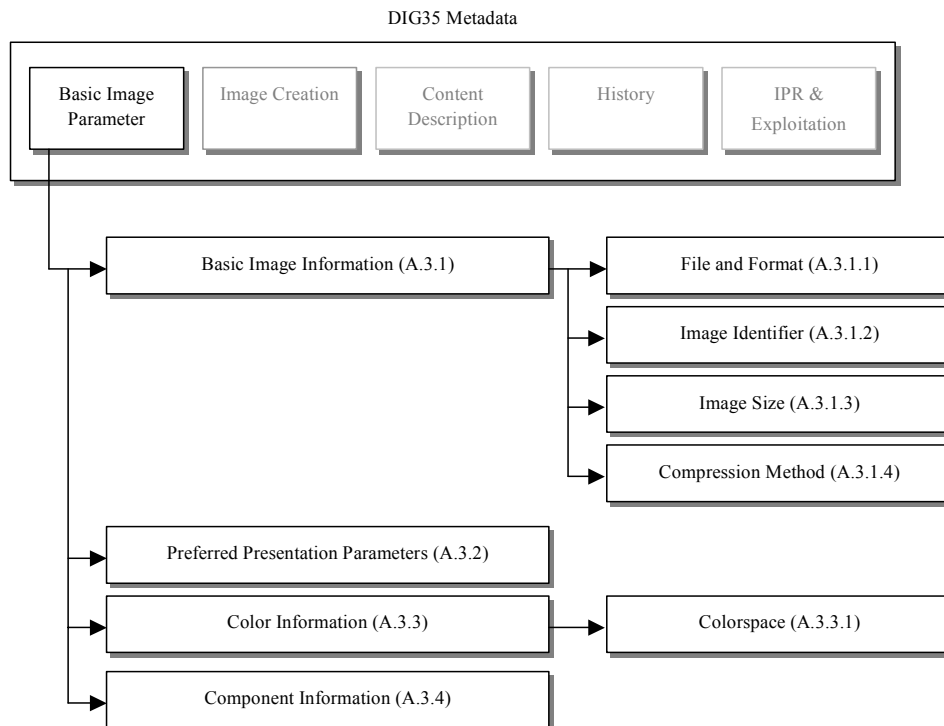 DIG35 Metadata
Basic Image
Parameter
Image Creation
Content
Description
History
IPR &
Exploitation
Basic Image Information (A.3.1)
File and Format (A.3.1.1)
Image Identifier (A.3.1.2)
Image Size (A.3.1.3)
Compression Method (A.3.1.4)
Preferred Presentation Parameters (A.3.2)
Color Information (A.3.3)
Colorspace (A.3.3.1)
Component Information (A.3.4)